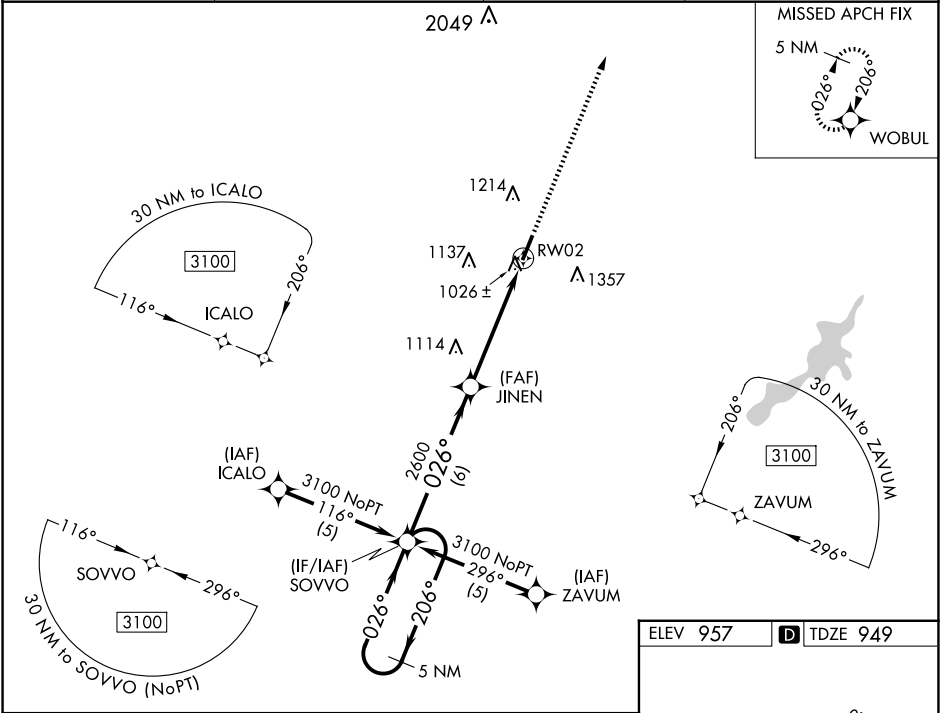 2049
MISSED APCH FIX
5 NM
026°
206°
WOBUL
1214
30 NM to ICALO
3100
206°
116°
ICALO
1137
RW02
1026 ±
1357
1114
(FAF)
JINEN
206°
30 NM to ZAVUM
3100
ZAVUM
296°
2600
026°
(6)
(IAF)
ICALO
3100 NoPT
116°
(5)
(IF/IAF)
SOVVO
3100 NoPT
296°
(5)
(IAF)
ZAVUM
116°
SOVVO
296°
3100
30 NM to SOVVO (NoPT)
026°
206°
5 NM
ELEV 957
D
TDZE 949